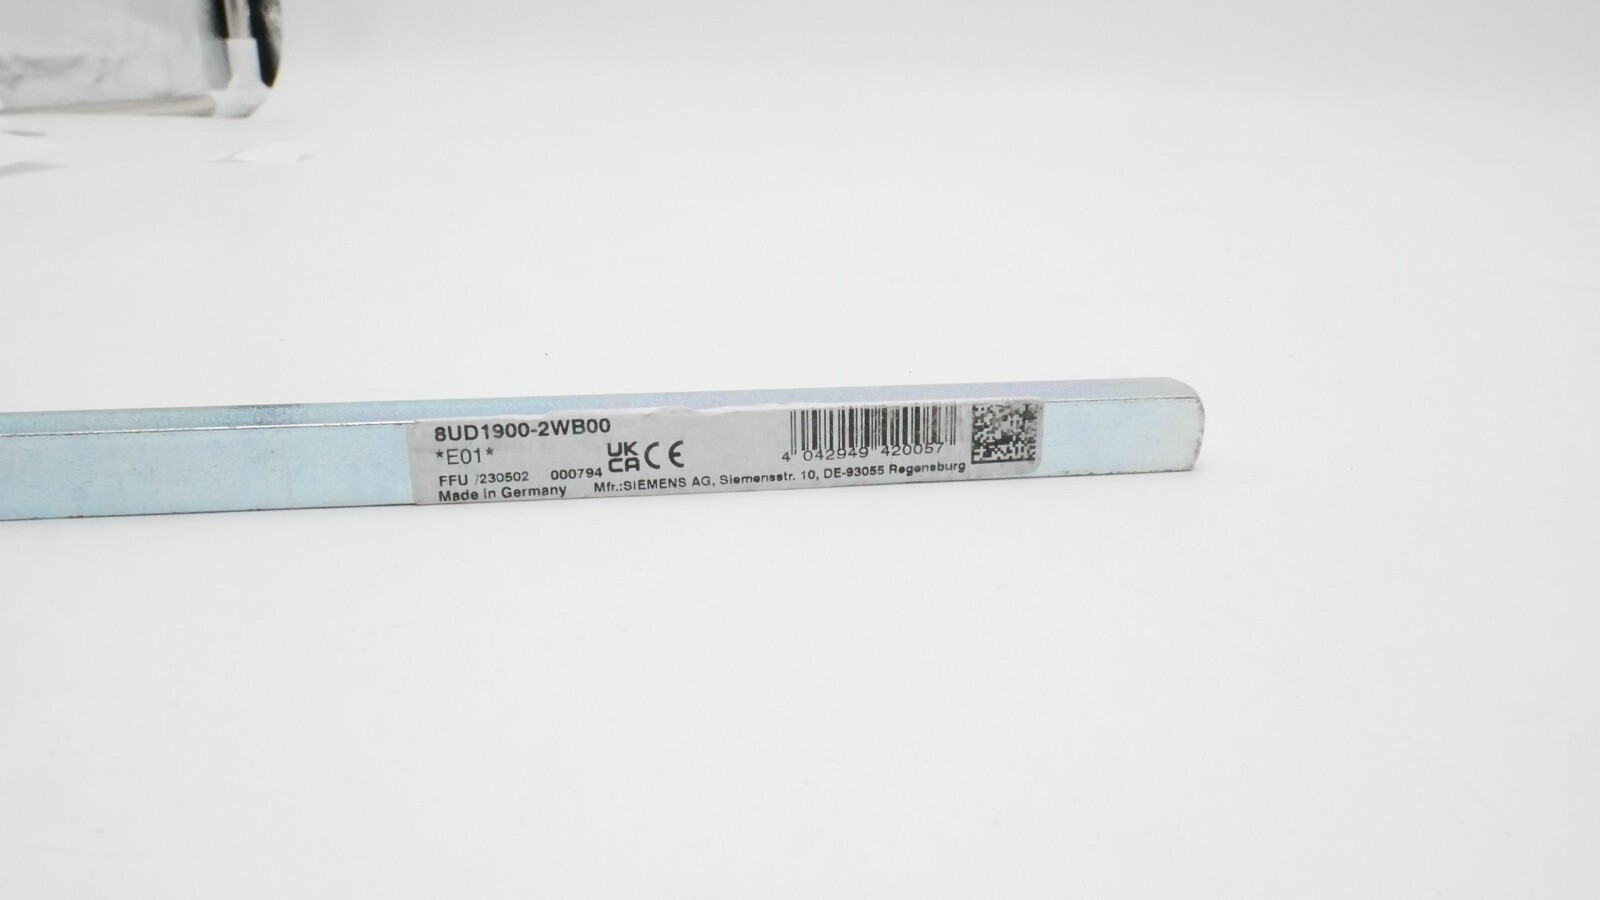 8UD1900-2WB00
*E01*
UK
CA CE
FFU /230502 000794
Made in Germany Mfr.:SIEMENS AG, Siemensstr. 10, DE-93055 Regensburg
4 042949 420057